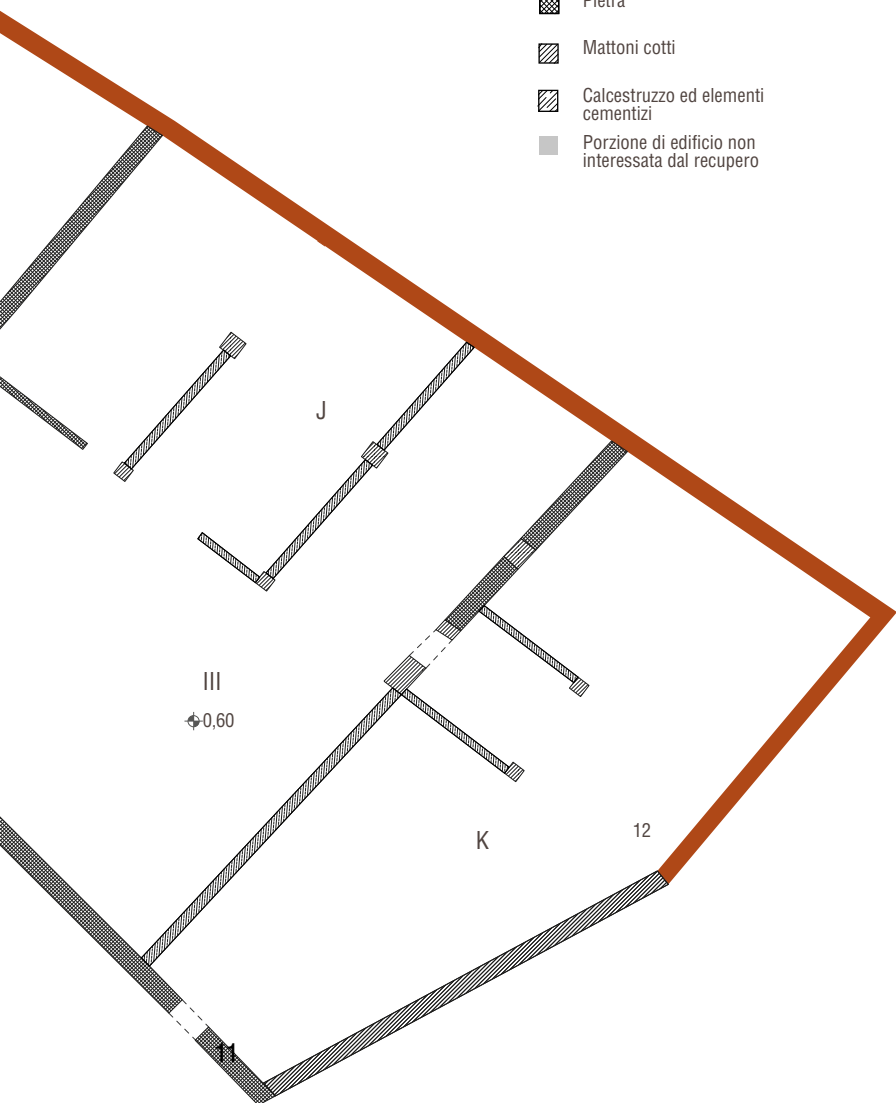 Pietra
Mattoni cotti
Calcestruzzo ed elementi
cementizi
Porzione di edificio non
interessata dal recupero
J
III
0,60
K
12
11